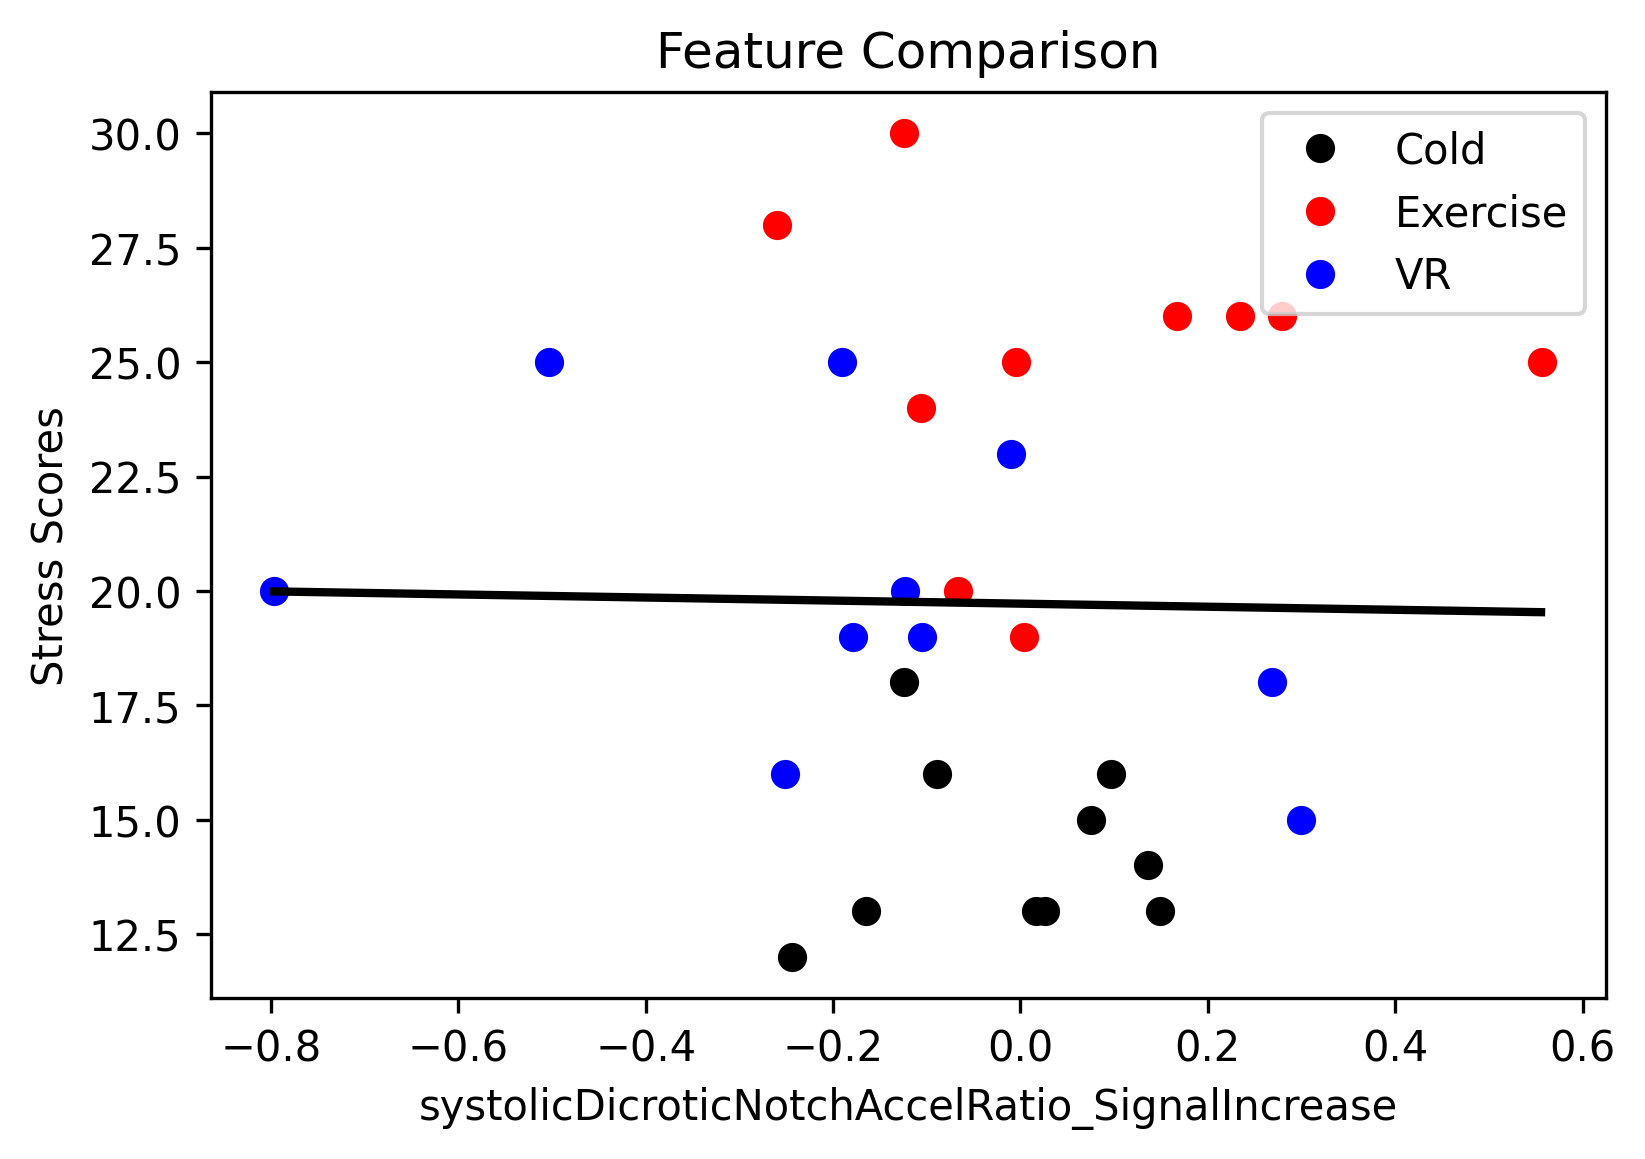 Feature Comparison
Cold
Exercise
VR
Stress Scores
30.0
27.5
25.0
22.5
20.0
17.5
15.0
12.5
−0.8 −0.6 −0.4 −0.2 0.0 0.2 0.4 0.6
systolicDicroticNotchAccelRatio_SignalIncrease